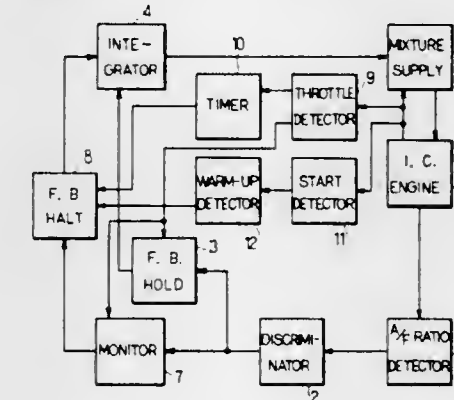 4
INTE-
GRATOR
10
MIXTURE
SUPPLY
TIMER
THROTTLE
DETECTOR
9
8
F. B
HALT
WARM-UP
DETECTOR
12
START
DETECTOR
11
I. C.
ENGINE
F. B.
HOLD
3
MONITOR
7
DISCRIMI-
NATOR
2
A/F RATIO
DETECTOR